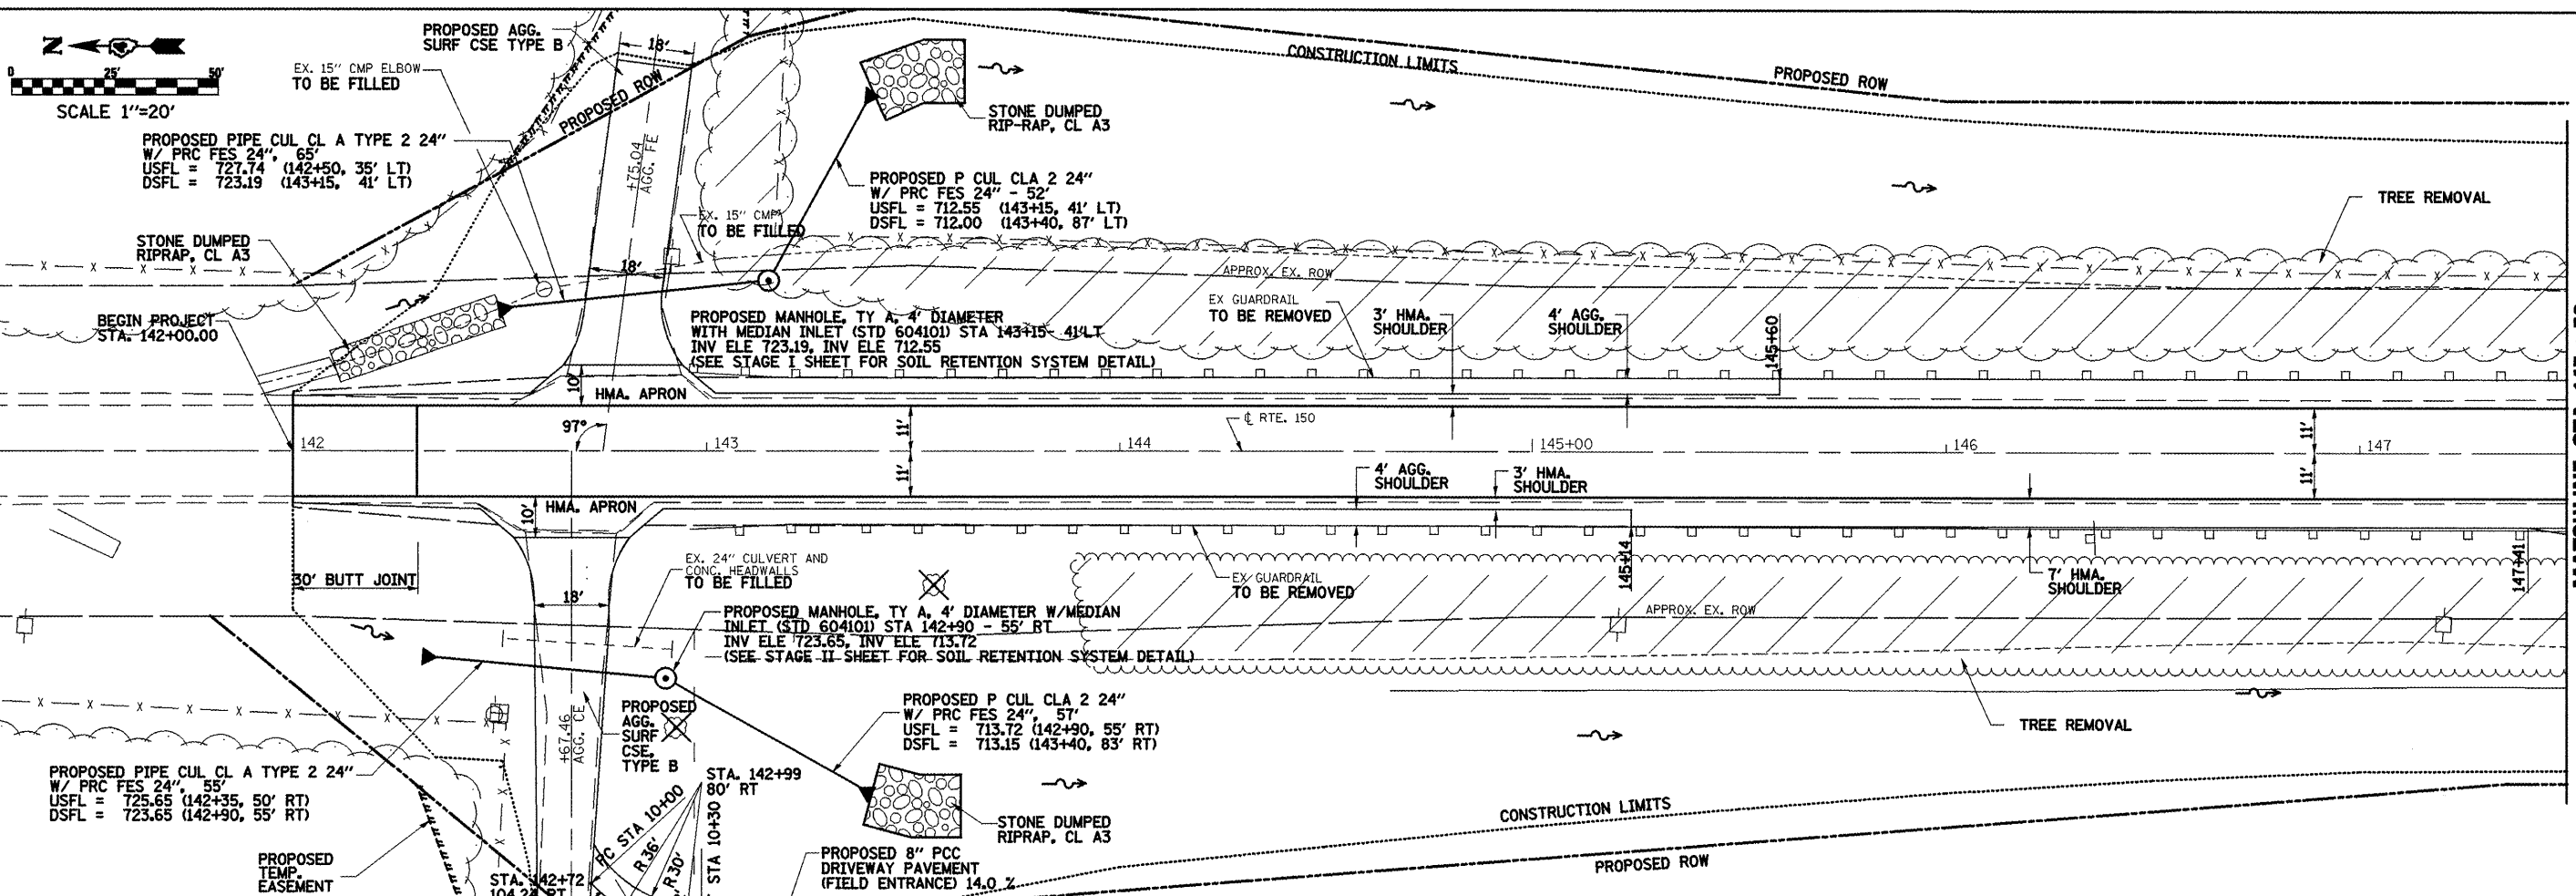 N
0 25' 50'
SCALE 1"=20'
PROPOSED AGG.
SURF CSE TYPE B
18'
EX. 15" CMP ELBOW
TO BE FILLED
PROPOSED ROW
PROPOSED PIPE CUL CL A TYPE 2 24"
W/ PRC FES 24", 65'
USFL = 727.74 (142+50, 35' LT)
DSFL = 723.19 (143+15, 41' LT)
STONE DUMPED
RIPRAP, CL A3
BEGIN PROJECT
STA. 142+00.00
+75.04
AGG. FE
EX. 15" CMP
TO BE FILLED
18'
STONE DUMPED
RIP-RAP, CL A3
PROPOSED P CUL CLA 2 24"
W/ PRC FES 24" - 52'
USFL = 712.55 (143+15, 41' LT)
DSFL = 712.00 (143+40, 87' LT)
CONSTRUCTION LIMITS
PROPOSED ROW
TREE REMOVAL
APPROX. EX. ROW
EX GUARDRAIL
TO BE REMOVED
3' HMA.
SHOULDER
4' AGG.
SHOULDER
145+60
PROPOSED MANHOLE, TY A, 4' DIAMETER
WITH MEDIAN INLET (STD 604101) STA 143+15- 41'LT
INV ELE 723.19, INV ELE 712.55
(SEE STAGE I SHEET FOR SOIL RETENTION SYSTEM DETAIL)
10'
HMA. APRON
97°
11'
11'
℄ RTE. 150
142
143
144
145+00
146
147
11'
11'
4' AGG.
SHOULDER
3' HMA.
SHOULDER
10'
HMA. APRON
30' BUTT JOINT
18'
EX. 24" CULVERT AND
CONC. HEADWALLS
TO BE FILLED
EX GUARDRAIL
TO BE REMOVED
145+14
APPROX. EX. ROW
7' HMA.
SHOULDER
147+41
PROPOSED MANHOLE, TY A, 4' DIAMETER W/MEDIAN
INLET (STD 604101) STA 142+90 - 55' RT
INV ELE 723.65, INV ELE 713.72
(SEE STAGE II SHEET FOR SOIL RETENTION SYSTEM DETAIL)
+67.46
AGG. CE
PROPOSED
AGG.
SURF
CSE.
TYPE B
PROPOSED P CUL CLA 2 24"
W/ PRC FES 24", 57'
USFL = 713.72 (142+90, 55' RT)
DSFL = 713.15 (143+40, 83' RT)
TREE REMOVAL
PROPOSED PIPE CUL CL A TYPE 2 24"
W/ PRC FES 24", 55'
USFL = 725.65 (142+35, 50' RT)
DSFL = 723.65 (142+90, 55' RT)
STA. 142+99
80' RT
PC STA 10+00
R36'
R30'
STA 10+30
STONE DUMPED
RIPRAP, CL A3
CONSTRUCTION LIMITS
PROPOSED ROW
PROPOSED
TEMP.
EASEMENT
STA. 142+72
PROPOSED 8" PCC
DRIVEWAY PAVEMENT
(FIELD ENTRANCE) 14.0 %